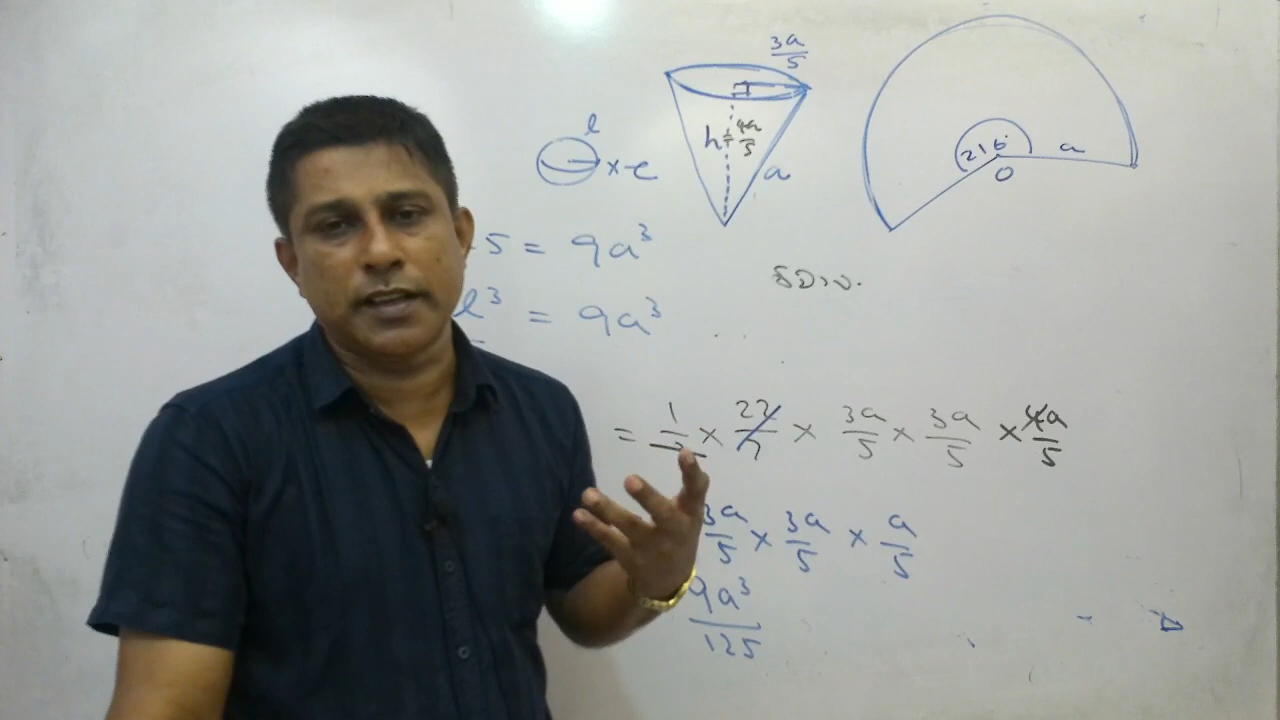 3a/5
l
h = 4a/5
216°
a
x-e
a
O
5 = 9a³
l³ = 9a³
= 1/ × 22/7 × 3a/5 × 3a/5 × 4a/5
3a/5 × 3a/5 × a/5
9a³/125